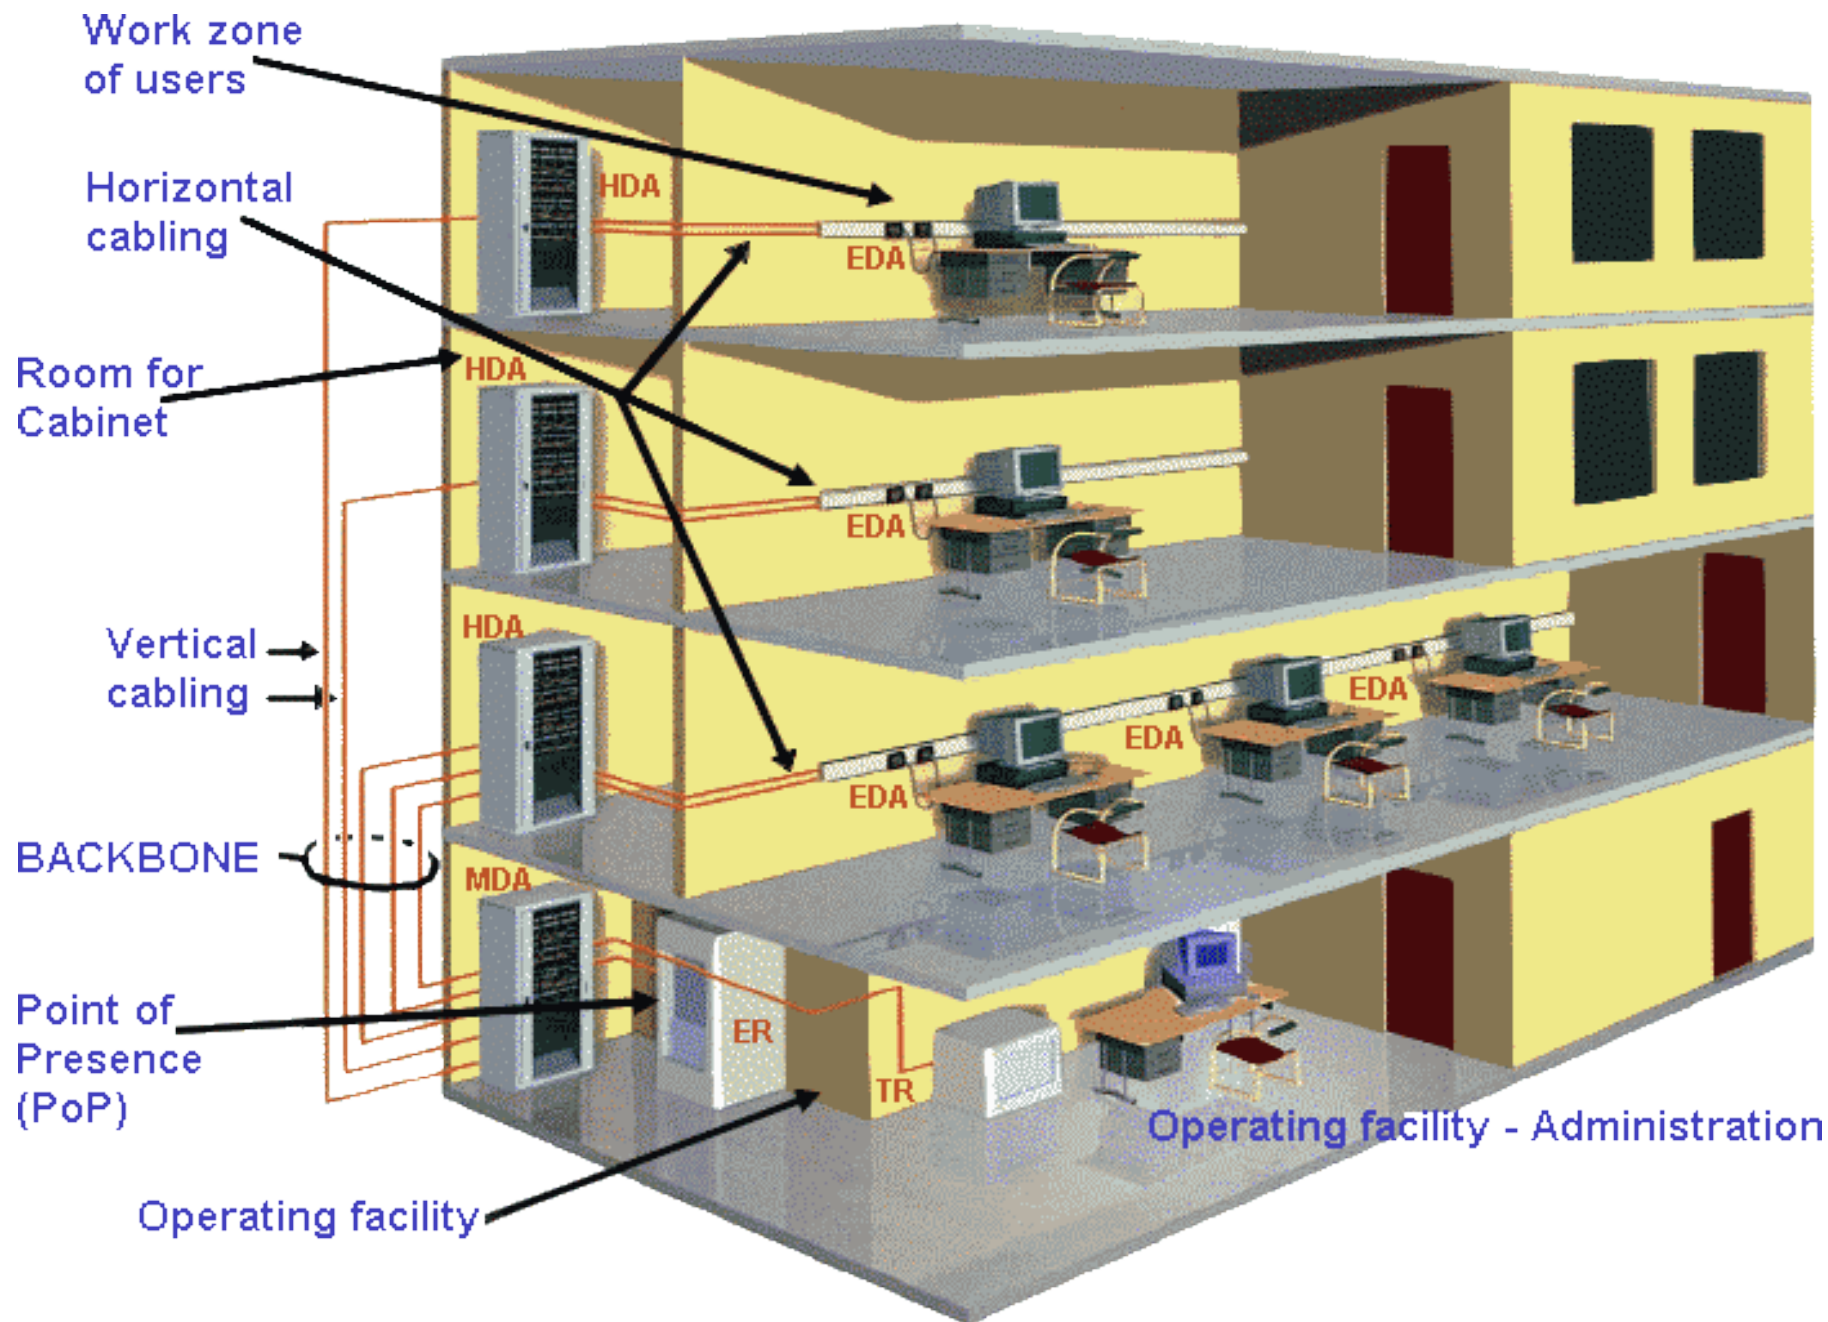 Work zone
of users
HDA
Horizontal
cabling
EDA
Room for
Cabinet
HDA
EDA
HDA
Vertical
cabling
EDA
EDA
EDA
BACKBONE
MDA
Point of
Presence
(PoP)
ER
TR
Operating facility - Administration
Operating facility